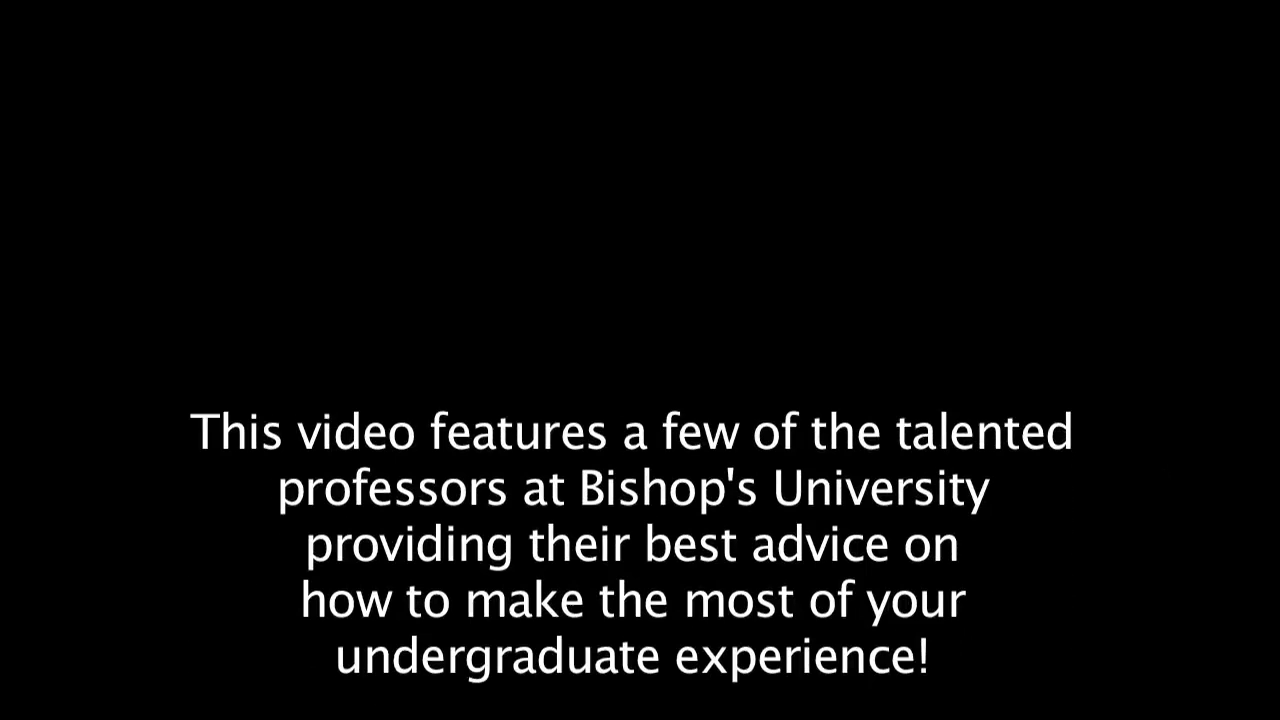 This video features a few of the talented
professors at Bishop's University
providing their best advice on
how to make the most of your
undergraduate experience!